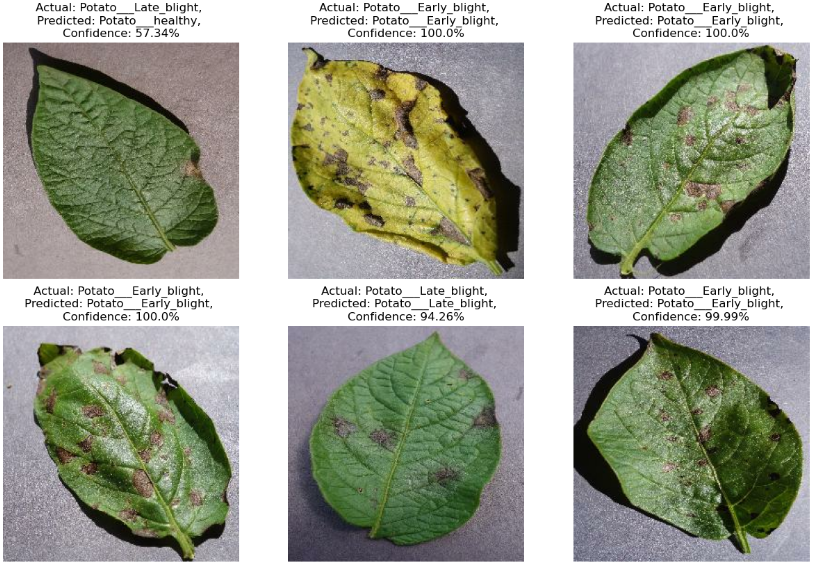 Actual: Potato___Late_blight,
Predicted: Potato___healthy,
Confidence: 57.34%
Actual: Potato___Early_blight,
Predicted: Potato___Early_blight,
Confidence: 100.0%
Actual: Potato___Early_blight,
Predicted: Potato___Early_blight,
Confidence: 100.0%
Actual: Potato___Early_blight,
Predicted: Potato___Early_blight,
Confidence: 100.0%
Actual: Potato___Late_blight,
Predicted: Potato___Late_blight,
Confidence: 94.26%
Actual: Potato___Early_blight,
Predicted: Potato___Early_blight,
Confidence: 99.99%